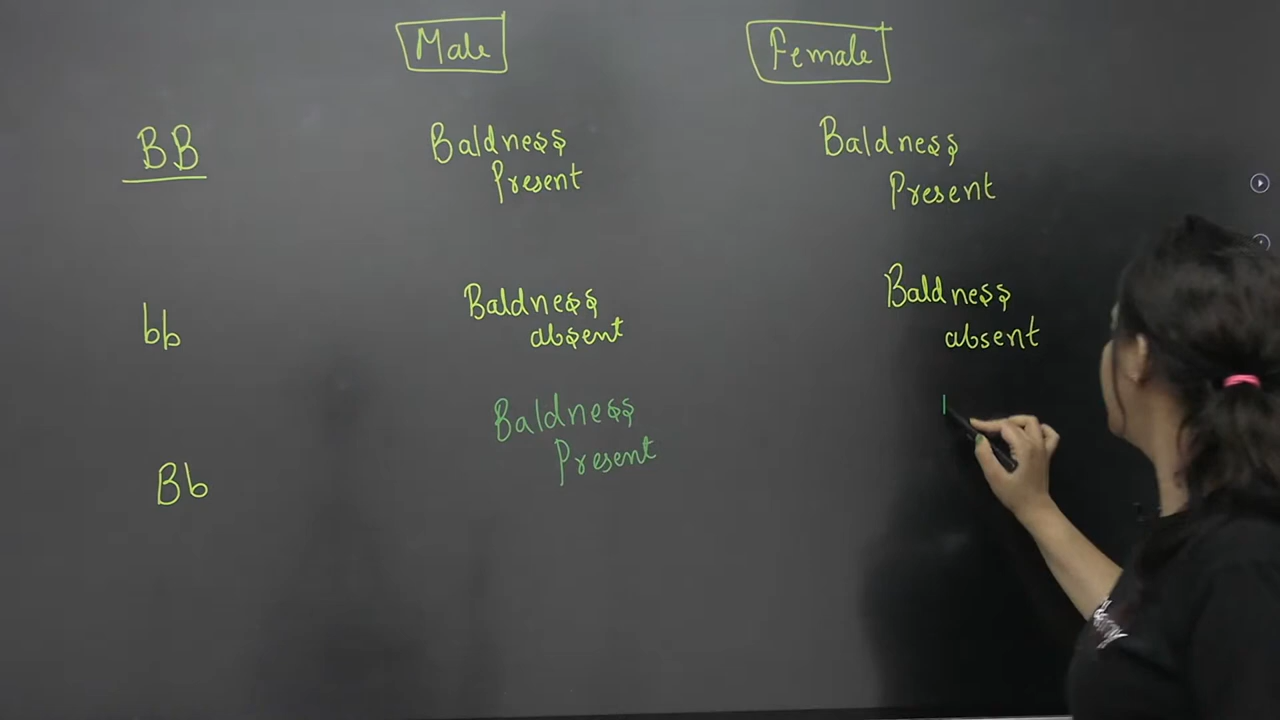 Male
Female
BB
Baldness
Present
Baldness
Present
bb
Baldness
absent
Baldness
absent
Bb
Baldness
Present